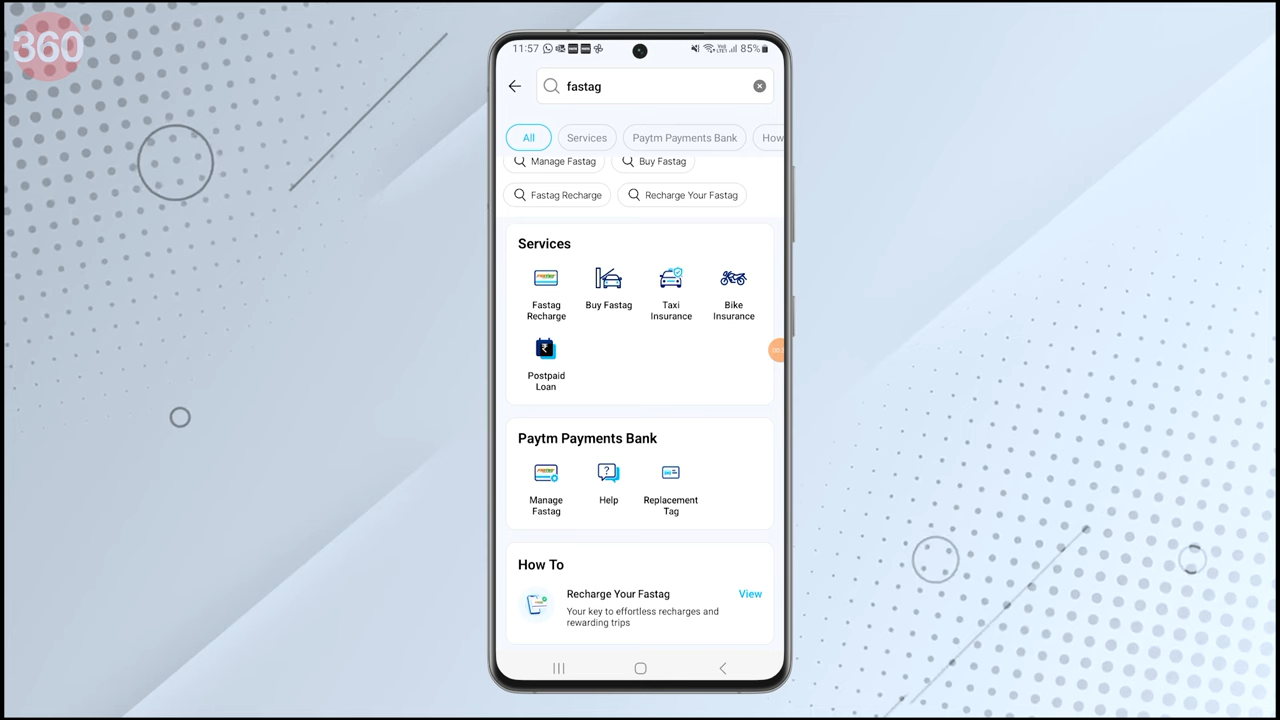 360
11:57
85%
fastag
All
Services
Paytm Payments Bank
How
Manage Fastag
Buy Fastag
Fastag Recharge
Recharge Your Fastag
Services
Fastag
Recharge
Buy Fastag
Taxi
Insurance
Bike
Insurance
Postpaid
Loan
Paytm Payments Bank
Manage
Fastag
Help
Replacement
Tag
How To
Recharge Your Fastag
View
Your key to effortless recharges and
rewarding trips